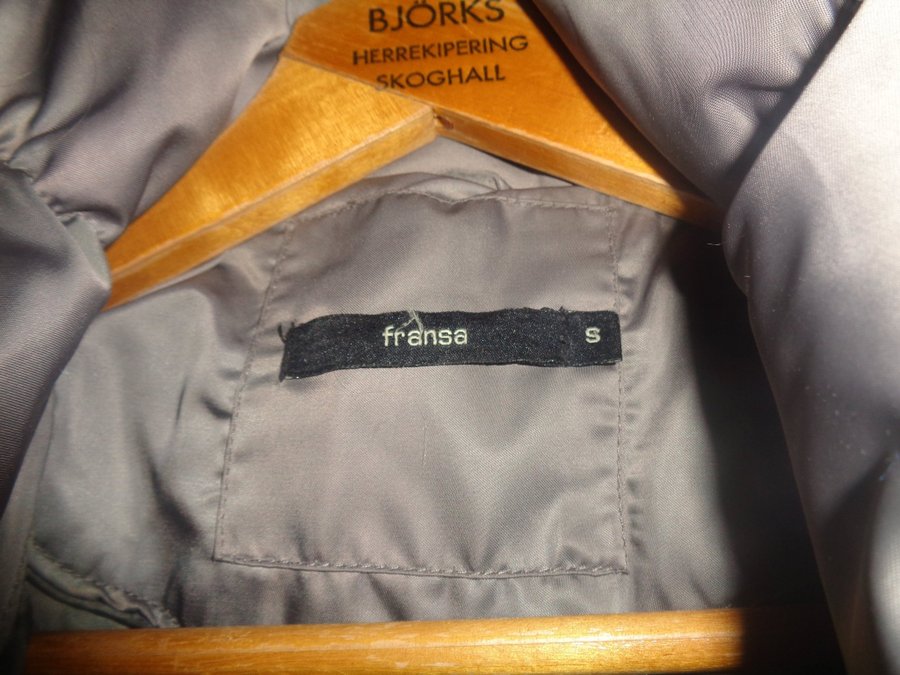 BJÖRKS
HERREKIPERING
SKOGHALL
fransa S